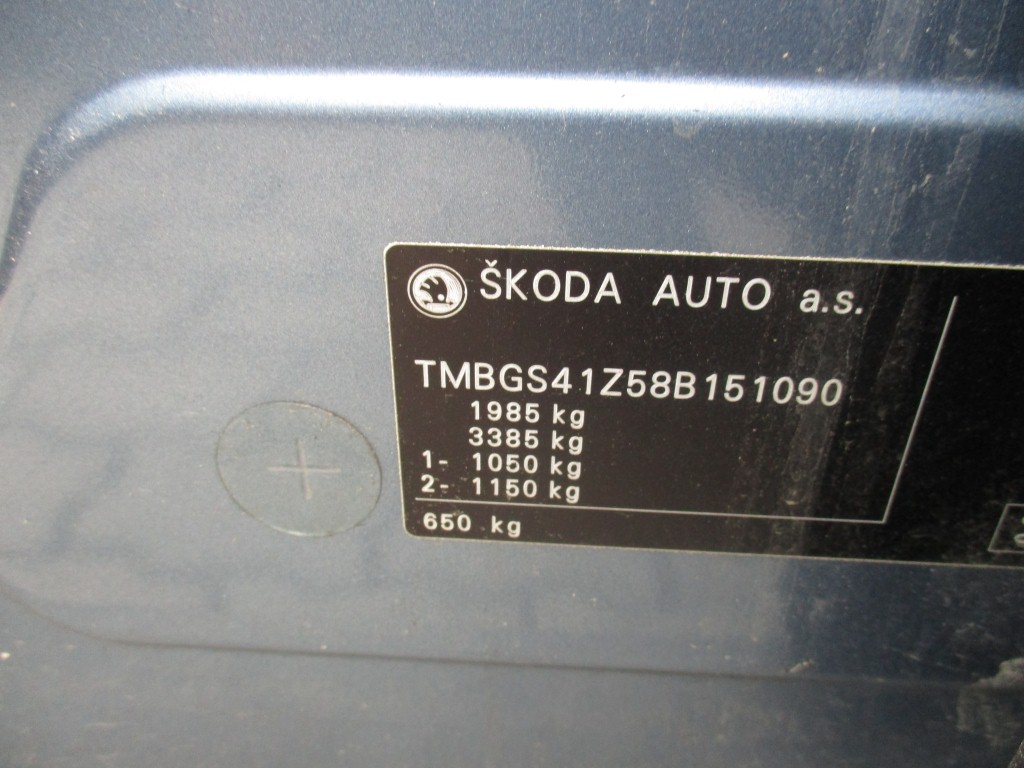 ŠKODA AUTO a.s.
TMBGS41Z58B151090
1985 kg
3385 kg
1- 1050 kg
2- 1150 kg
650 kg